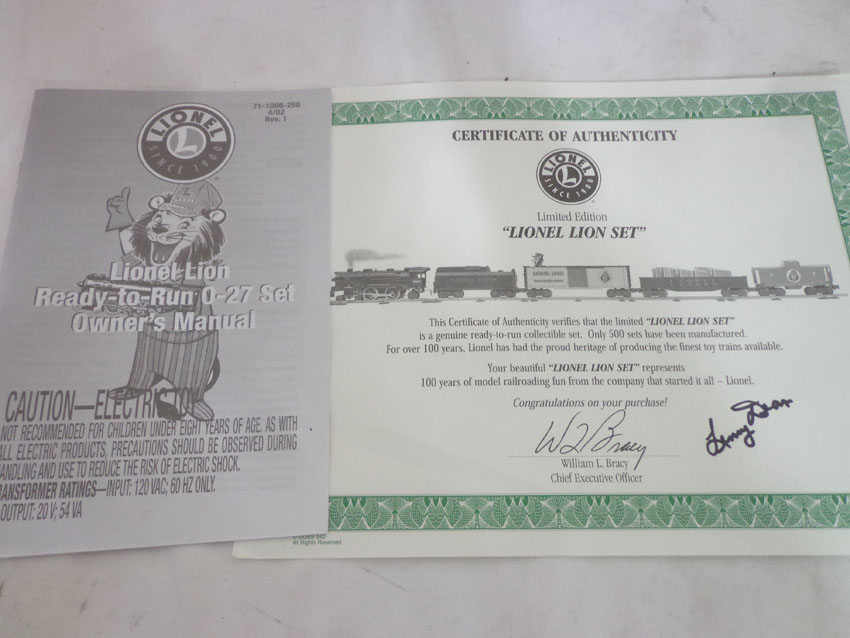 71-1006-250
4/02
Rev. 1
LIONEL
L
SINCE 1900
Lionel Lion
Ready-to-Run O-27 Set
Owner's Manual
CAUTION—ELECTRIC TOY
NOT RECOMMENDED FOR CHILDREN UNDER EIGHT YEARS OF AGE. AS WITH
ALL ELECTRIC PRODUCTS, PRECAUTIONS SHOULD BE OBSERVED DURING
HANDLING AND USE TO REDUCE THE RISK OF ELECTRIC SHOCK.
TRANSFORMER RATINGS—INPUT: 120 VAC; 60 HZ ONLY.
OUTPUT: 20 V; 54 VA
CERTIFICATE OF AUTHENTICITY
LIONEL
L
SINCE 1900
Limited Edition
"LIONEL LION SET"
LIONEL LION
This Certificate of Authenticity verifies that the limited "LIONEL LION SET"
is a genuine ready-to-run collectible set. Only 500 sets have been manufactured.
For over 100 years, Lionel has had the proud heritage of producing the finest toy trains available.
Your beautiful "LIONEL LION SET" represents
100 years of model railroading fun from the company that started it all – Lionel.
Congratulations on your purchase!
William L. Bracy
Chief Executive Officer
All Rights Reserved